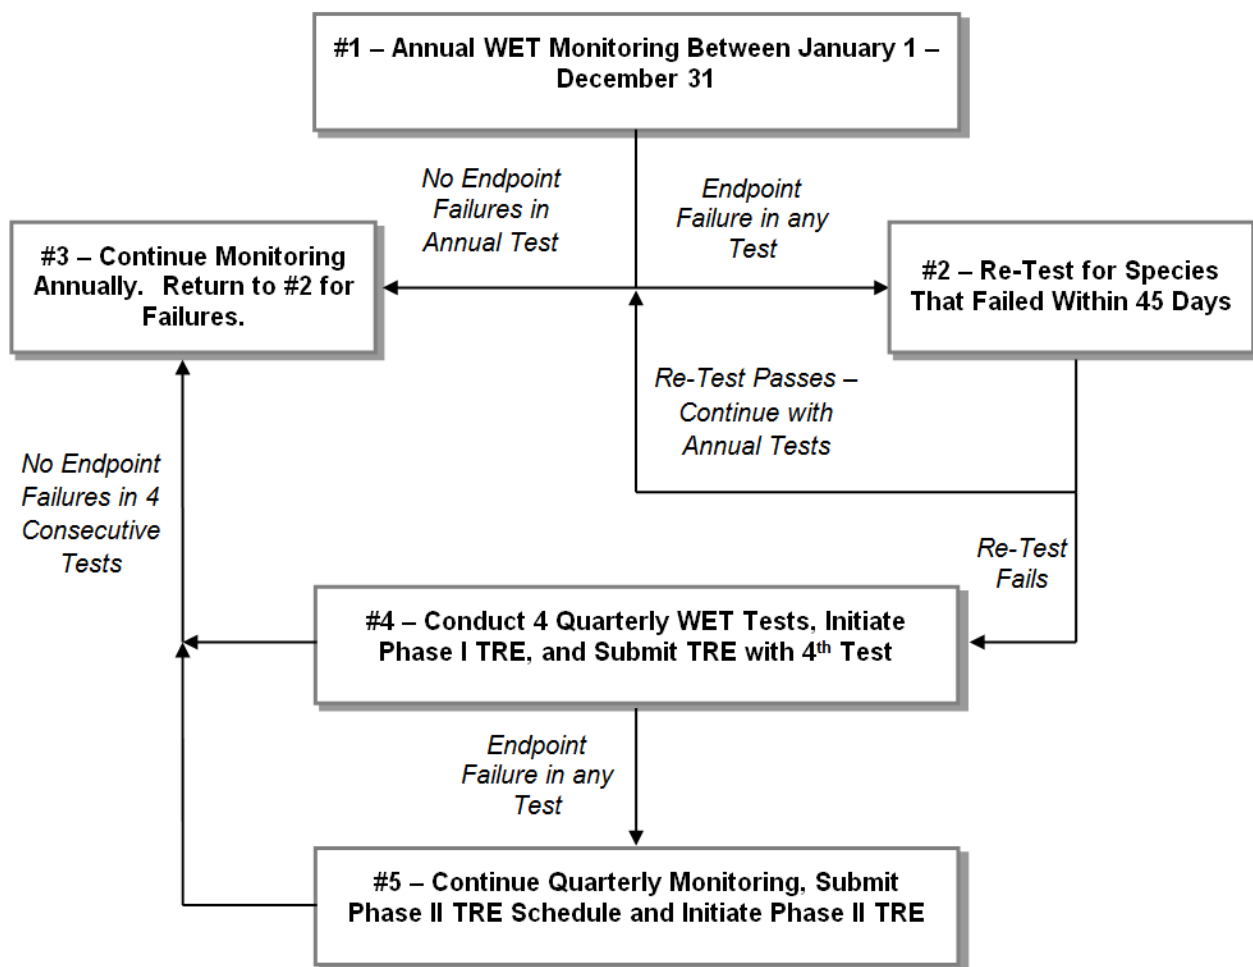 #1 – Annual WET Monitoring Between January 1 –
December 31
No Endpoint
Failures in
Annual Test
Endpoint
Failure in any
Test
#3 – Continue Monitoring
Annually. Return to #2 for
Failures.
#2 – Re-Test for Species
That Failed Within 45 Days
Re-Test Passes –
Continue with
Annual Tests
No Endpoint
Failures in 4
Consecutive
Tests
Re-Test
Fails
#4 – Conduct 4 Quarterly WET Tests, Initiate
Phase I TRE, and Submit TRE with 4th Test
Endpoint
Failure in any
Test
#5 – Continue Quarterly Monitoring, Submit
Phase II TRE Schedule and Initiate Phase II TRE